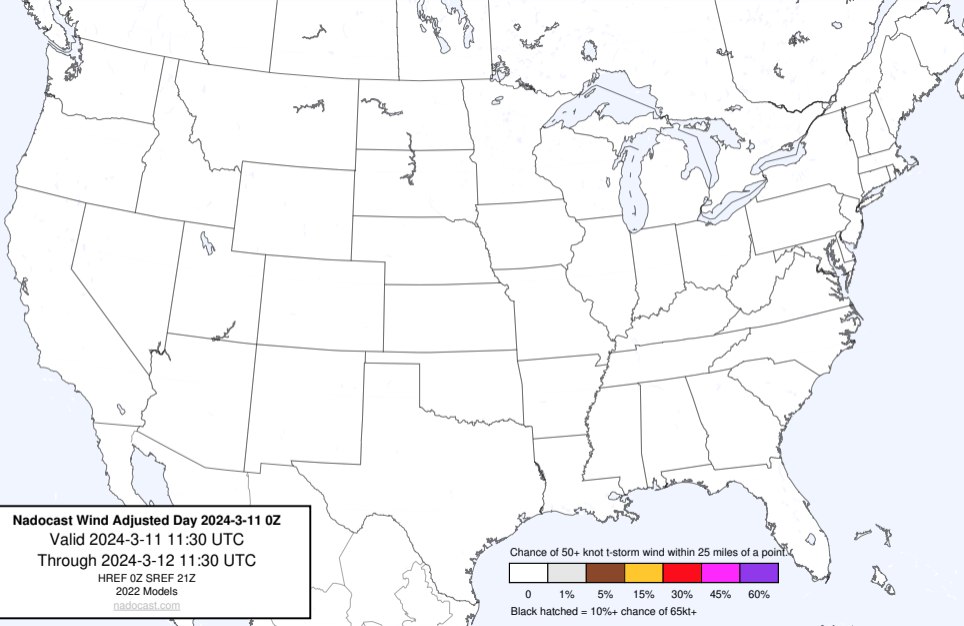 Nadocast Wind Adjusted Day 2024-3-11 0Z
Valid 2024-3-11 11:30 UTC
Through 2024-3-12 11:30 UTC
HREF 0Z SREF 21Z
2022 Models
nadocast.com
Chance of 50+ knot t-storm wind within 25 miles of a point.
0 1% 5% 15% 30% 45% 60%
Black hatched = 10%+ chance of 65kt+